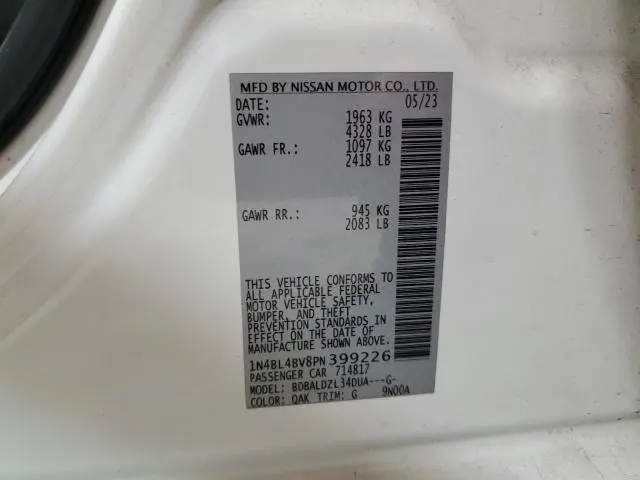 MFD BY NISSAN MOTOR CO., LTD.
DATE: 05/23
GVWR: 1963 KG
4328 LB
GAWR FR.: 1097 KG
2418 LB
GAWR RR.: 945 KG
2083 LB
THIS VEHICLE CONFORMS TO
ALL APPLICABLE FEDERAL
MOTOR VEHICLE SAFETY,
BUMPER, AND THEFT
PREVENTION STANDARDS IN
EFFECT ON THE DATE OF
MANUFACTURE SHOWN ABOVE.
1N4BL4BV8PN399226
PASSENGER CAR 714817
MODEL: BDBALDZL34DUA---G-
COLOR: QAK TRIM: G 9N00A